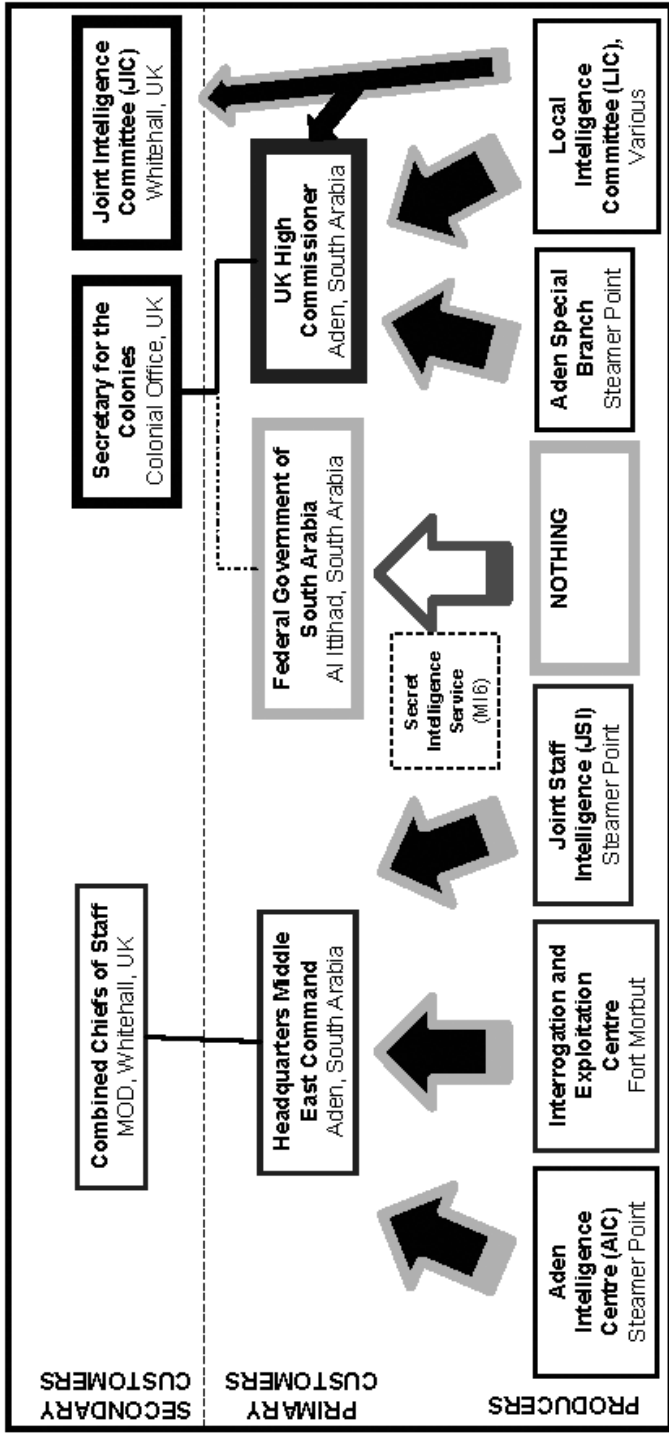 SECONDARY
CUSTOMERS
Combined Chiefs of Staff
MOD, Whitehall, UK
Secretary for the
Colonies
Colonial Office, UK
Joint Intelligence
Committee (JIC)
Whitehall, UK
PRIMARY
CUSTOMERS
Headquarters Middle
East Command
Aden, South Arabia
Federal Government of
South Arabia
Al Ittihad, South Arabia
UK High
Commissioner
Aden, South Arabia
Secret
Intelligence
Service
(MI6)
PRODUCERS
Aden
Intelligence
Centre (AIC)
Steamer Point
Interrogation and
Exploitation
Centre
Fort Morbut
Joint Staff
Intelligence (JSI)
Steamer Point
NOTHING
Aden Special
Branch
Steamer Point
Local
Intelligence
Committee (LIC),
Various